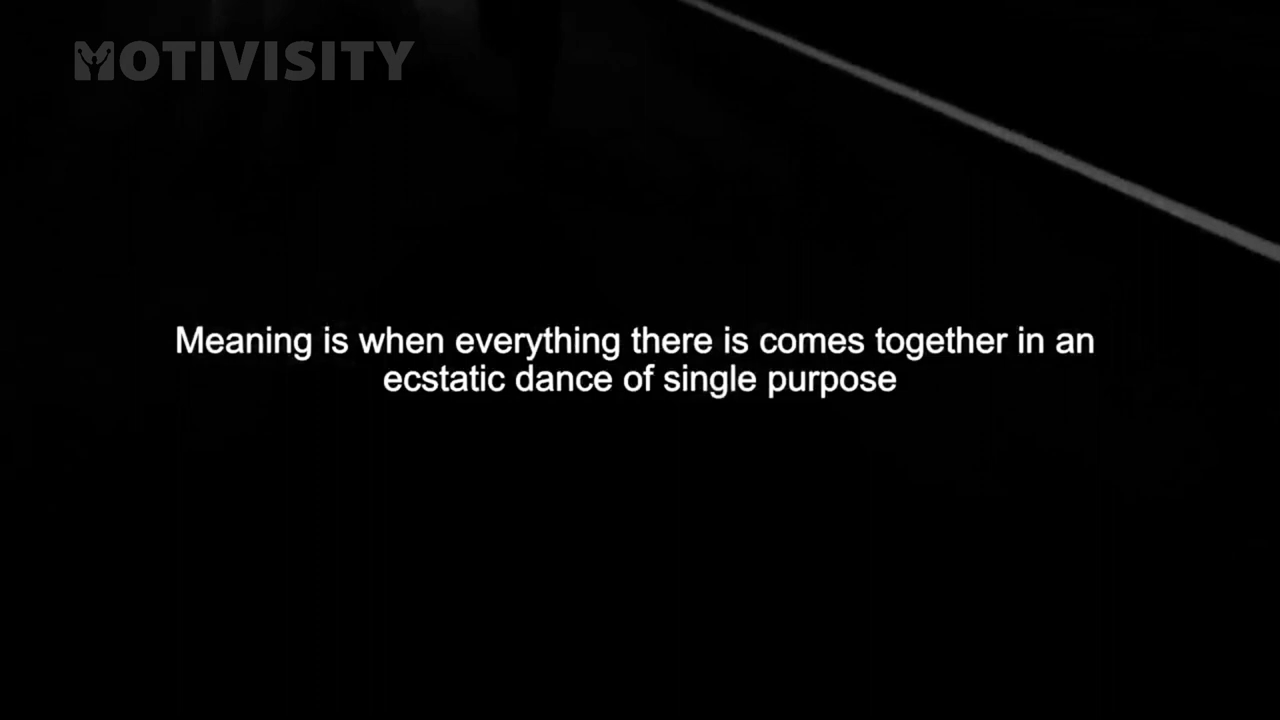 MOTIVISITY
Meaning is when everything there is comes together in an
ecstatic dance of single purpose